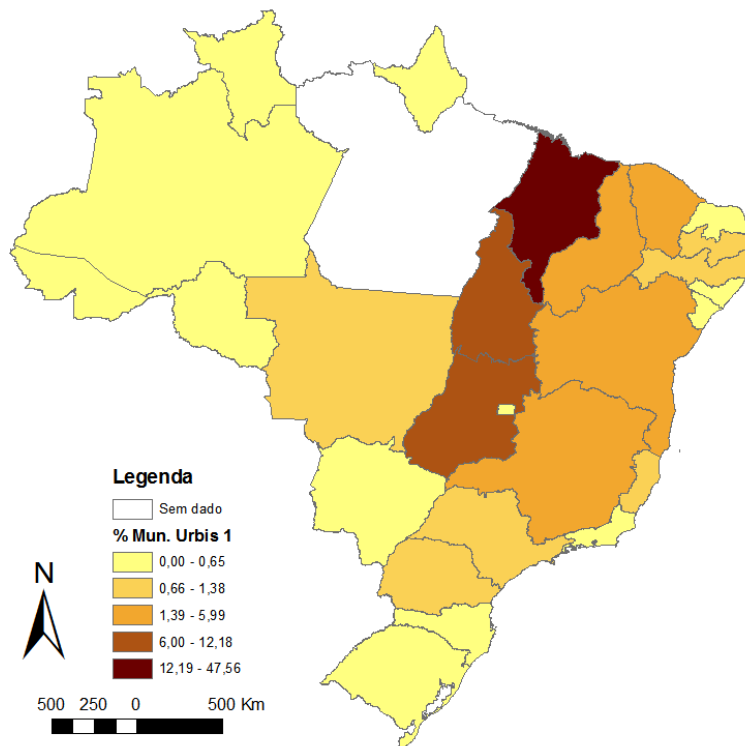 Legenda
Sem dado
% Mun. Urbis 1
0,00 - 0,65
0,66 - 1,38
1,39 - 5,99
6,00 - 12,18
12,19 - 47,56
N
500 250 0 500 Km